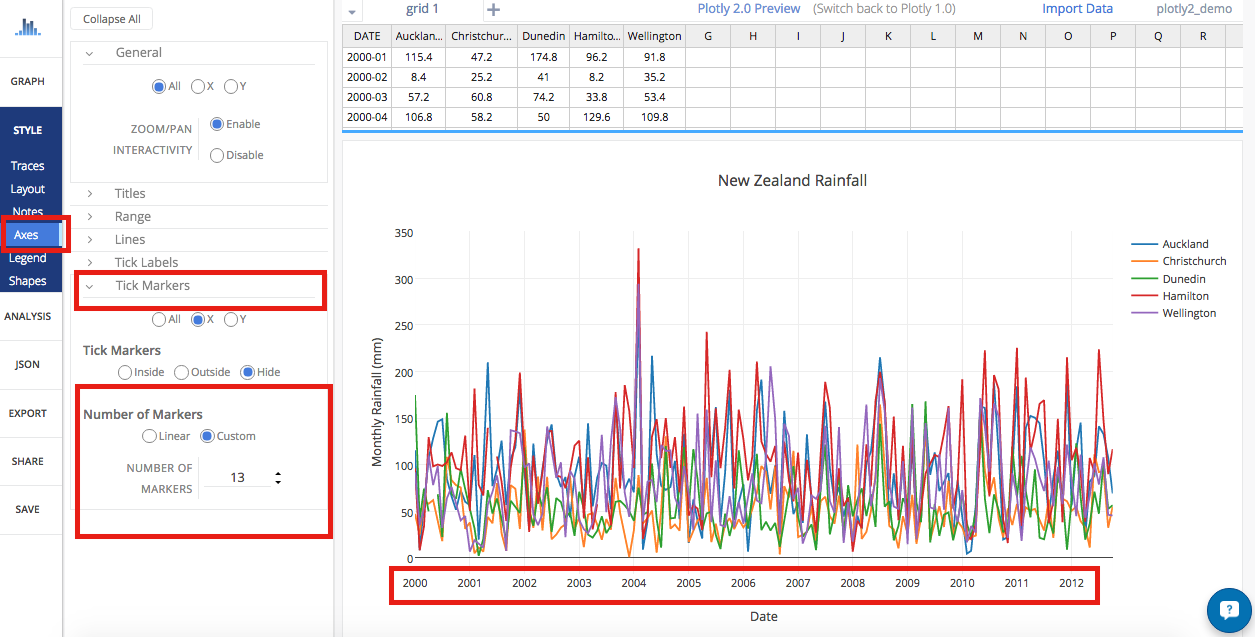 GRAPH
STYLE
Traces
Layout
Notes
Axes
Legend
Shapes
ANALYSIS
JSON
EXPORT
SHARE
SAVE
Collapse All
General
All X Y
ZOOM/PAN
INTERACTIVITY
Enable
Disable
Titles
Range
Lines
Tick Labels
Tick Markers
All X Y
Tick Markers
Inside Outside Hide
Number of Markers
Linear Custom
NUMBER OF
MARKERS
13
grid 1 + Plotly 2.0 Preview (Switch back to Plotly 1.0) Import Data plotly2_demo
DATE Aucklan... Christchur... Dunedin Hamilto... Wellington G H I J K L M N O P Q R
2000-01 115.4 47.2 174.8 96.2 91.8
2000-02 8.4 25.2 41 8.2 35.2
2000-03 57.2 60.8 74.2 33.8 53.4
2000-04 106.8 58.2 50 129.6 109.8
New Zealand Rainfall
Monthly Rainfall (mm)
350
300
250
200
150
100
50
0
2000 2001 2002 2003 2004 2005 2006 2007 2008 2009 2010 2011 2012
Date
Auckland
Christchurch
Dunedin
Hamilton
Wellington